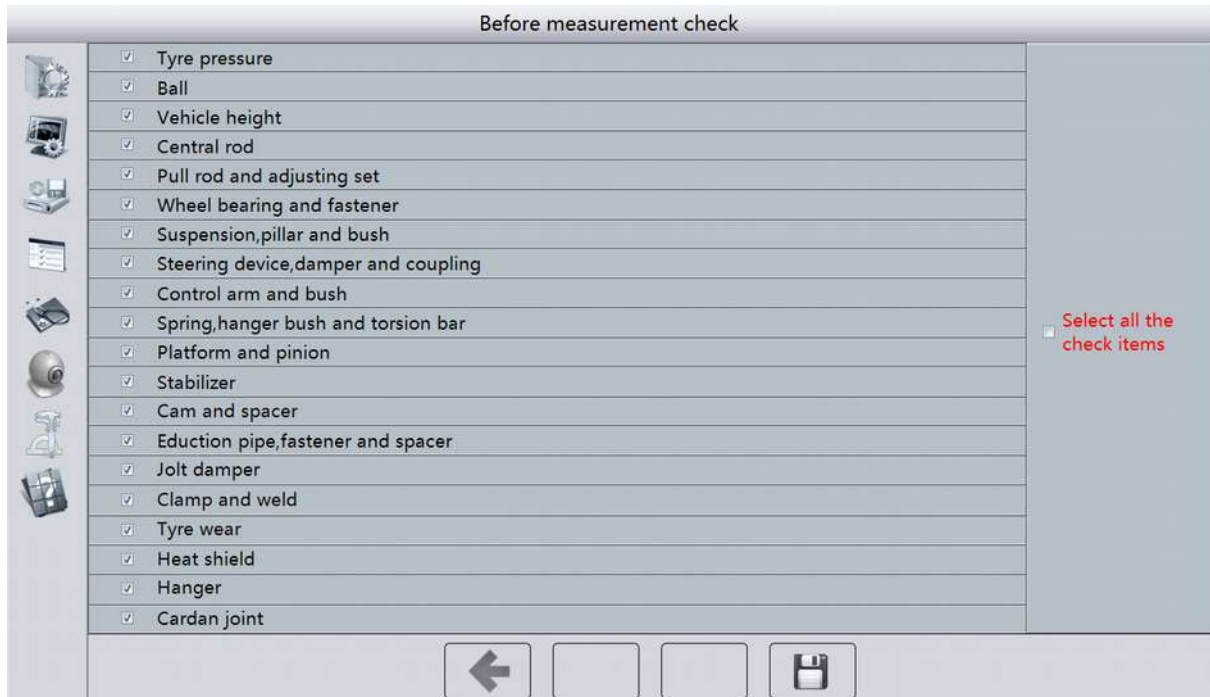 Before measurement check
Tyre pressure
Ball
Vehicle height
Central rod
Pull rod and adjusting set
Wheel bearing and fastener
Suspension,pillar and bush
Steering device,damper and coupling
Control arm and bush
Spring,hanger bush and torsion bar
Platform and pinion
Stabilizer
Cam and spacer
Eduction pipe,fastener and spacer
Jolt damper
Clamp and weld
Tyre wear
Heat shield
Hanger
Cardan joint
Select all the
check items